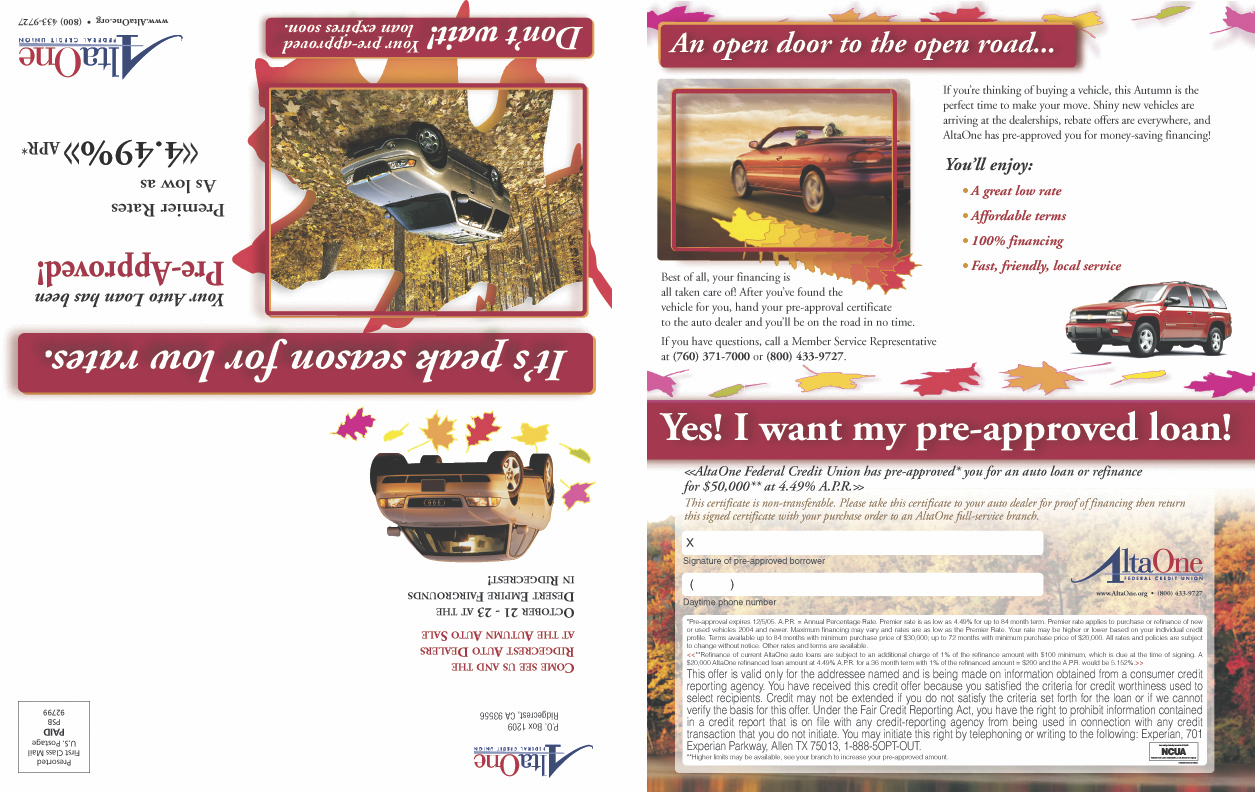 It's peak season for low rates.
Your Auto Loan has been
Pre-Approved!
Premier Rates
As low as
«4.49%» APR*
Don't wait! Your pre-approved
loan expires soon.
AltaOne
FEDERAL CREDIT UNION
www.AltaOne.org • (800) 433-9727
AltaOne
FEDERAL CREDIT UNION
P.O. Box 1209
Ridgecrest, CA 93556
Presorted
First Class Mail
U.S. Postage
PAID
PSB
92799
Come see us and the
Ridgecrest Auto Dealers
at the Autumn Auto Sale
October 21 - 23 at the
Desert Empire Fairgrounds
in Ridgecrest!
An open door to the open road...
If you're thinking of buying a vehicle, this Autumn is the
perfect time to make your move. Shiny new vehicles are
arriving at the dealerships, rebate offers are everywhere, and
AltaOne has pre-approved you for money-saving financing!
You'll enjoy:
• A great low rate
• Affordable terms
• 100% financing
• Fast, friendly, local service
Best of all, your financing is
all taken care of! After you've found the
vehicle for you, hand your pre-approval certificate
to the auto dealer and you'll be on the road in no time.
If you have questions, call a Member Service Representative
at (760) 371-7000 or (800) 433-9727.
Yes! I want my pre-approved loan!
<<AltaOne Federal Credit Union has pre-approved* you for an auto loan or refinance
for $50,000** at 4.49% A.P.R.>>
This certificate is non-transferable. Please take this certificate to your auto dealer for proof of financing then return
this signed certificate with your purchase order to an AltaOne full-service branch.
X
Signature of pre-approved borrower
( )
Daytime phone number
AltaOne
FEDERAL CREDIT UNION
www.AltaOne.org • (800) 433-9727
*Pre-approval expires 12/5/05. A.P.R. = Annual Percentage Rate. Premier rate is as low as 4.49% for up to 84 month term. Premier rate applies to purchase or refinance of new
or used vehicles 2004 and newer. Maximum financing may vary and rates are as low as the Premier Rate. Your rate may be higher or lower based on your individual credit
profile. Terms available up to 84 months with minimum purchase price of $30,000; up to 72 months with minimum purchase price of $20,000. All rates and policies are subject
to change without notice. Other rates and terms are available.
<<**Refinance of current AltaOne auto loans are subject to an additional charge of 1% of the refinance amount with $100 minimum, which is due at the time of signing. A
$20,000 AltaOne refinanced loan amount at 4.49% A.P.R. for a 36 month term with 1% of the refinanced amount = $200 and the A.P.R. would be 5.152%.>>
This offer is valid only for the addressee named and is being made on information obtained from a consumer credit
reporting agency. You have received this credit offer because you satisfied the criteria for credit worthiness used to
select recipients. Credit may not be extended if you do not satisfy the criteria set forth for the loan or if we cannot
verify the basis for this offer. Under the Fair Credit Reporting Act, you have the right to prohibit information contained
in a credit report that is on file with any credit-reporting agency from being used in connection with any credit
transaction that you do not initiate. You may initiate this right by telephoning or writing to the following: Experian, 701
Experian Parkway, Allen TX 75013, 1-888-5OPT-OUT.
**Higher limits may be available, see your branch to increase your pre-approved amount.
NCUA